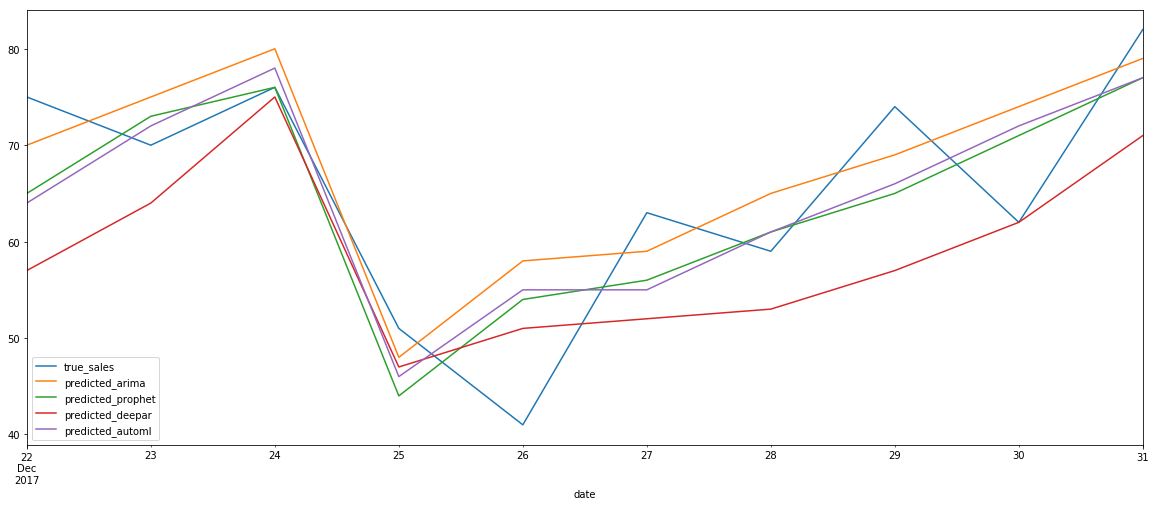 80
70
60
50
40
true_sales
predicted_arima
predicted_prophet
predicted_deepar
predicted_automl
22 23 24 25 26 27 28 29 30 31
Dec
2017
date